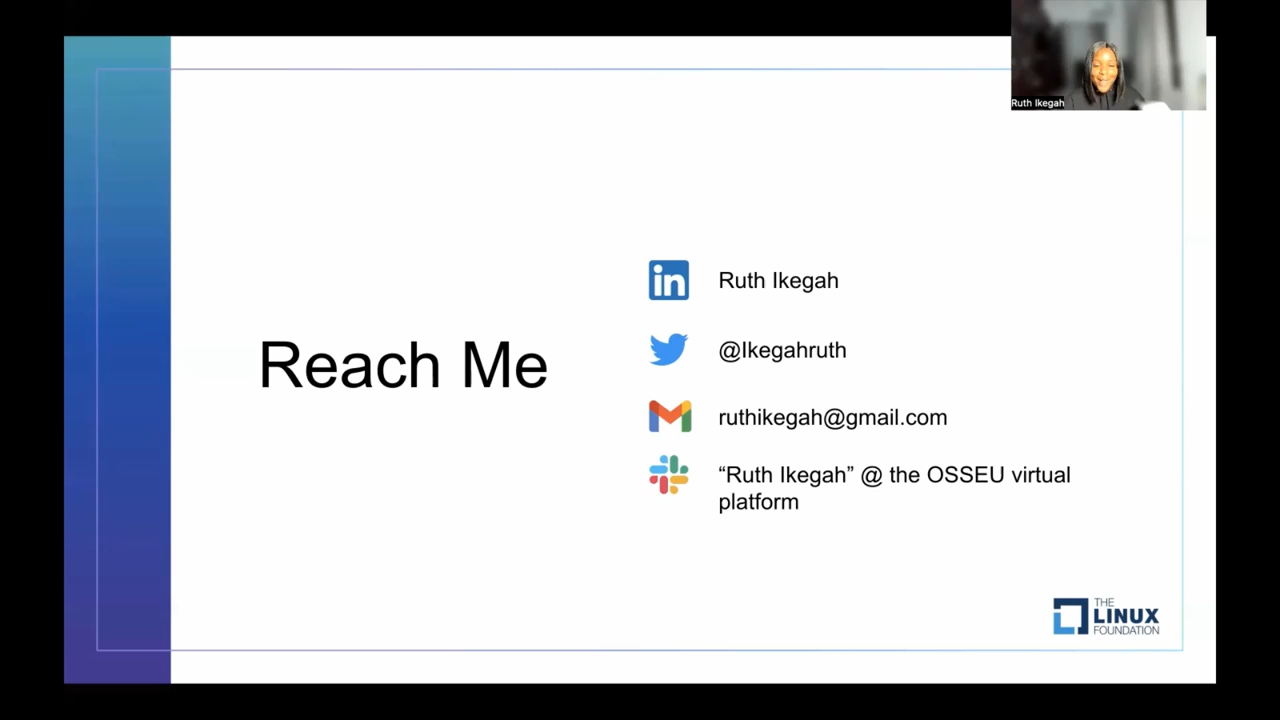 Ruth Ikegah
Reach Me
Ruth Ikegah
@Ikegahruth
ruthikegah@gmail.com
“Ruth Ikegah” @ the OSSEU virtual
platform
THE
LINUX
FOUNDATION